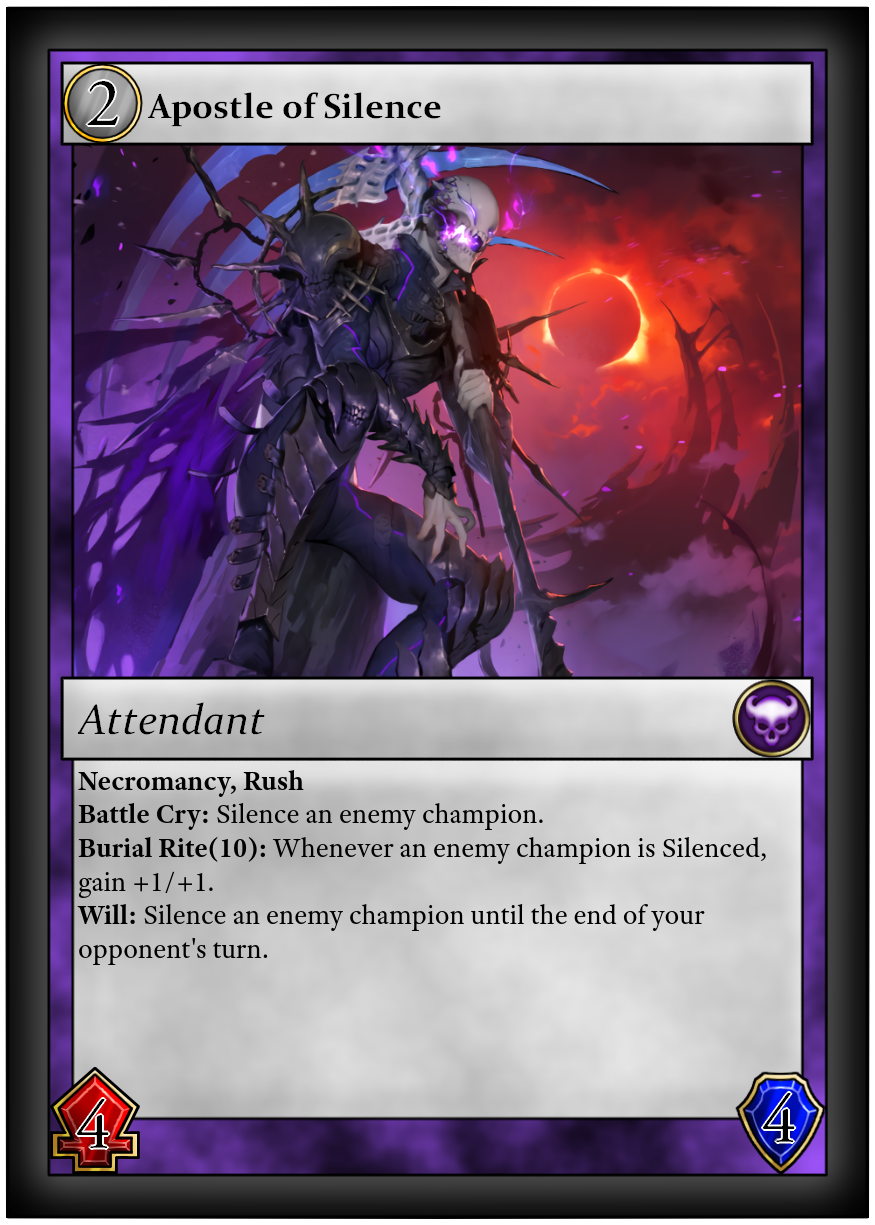 2 Apostle of Silence
Attendant
Necromancy, Rush
Battle Cry: Silence an enemy champion.
Burial Rite(10): Whenever an enemy champion is Silenced,
gain +1/+1.
Will: Silence an enemy champion until the end of your
opponent's turn.
4 4